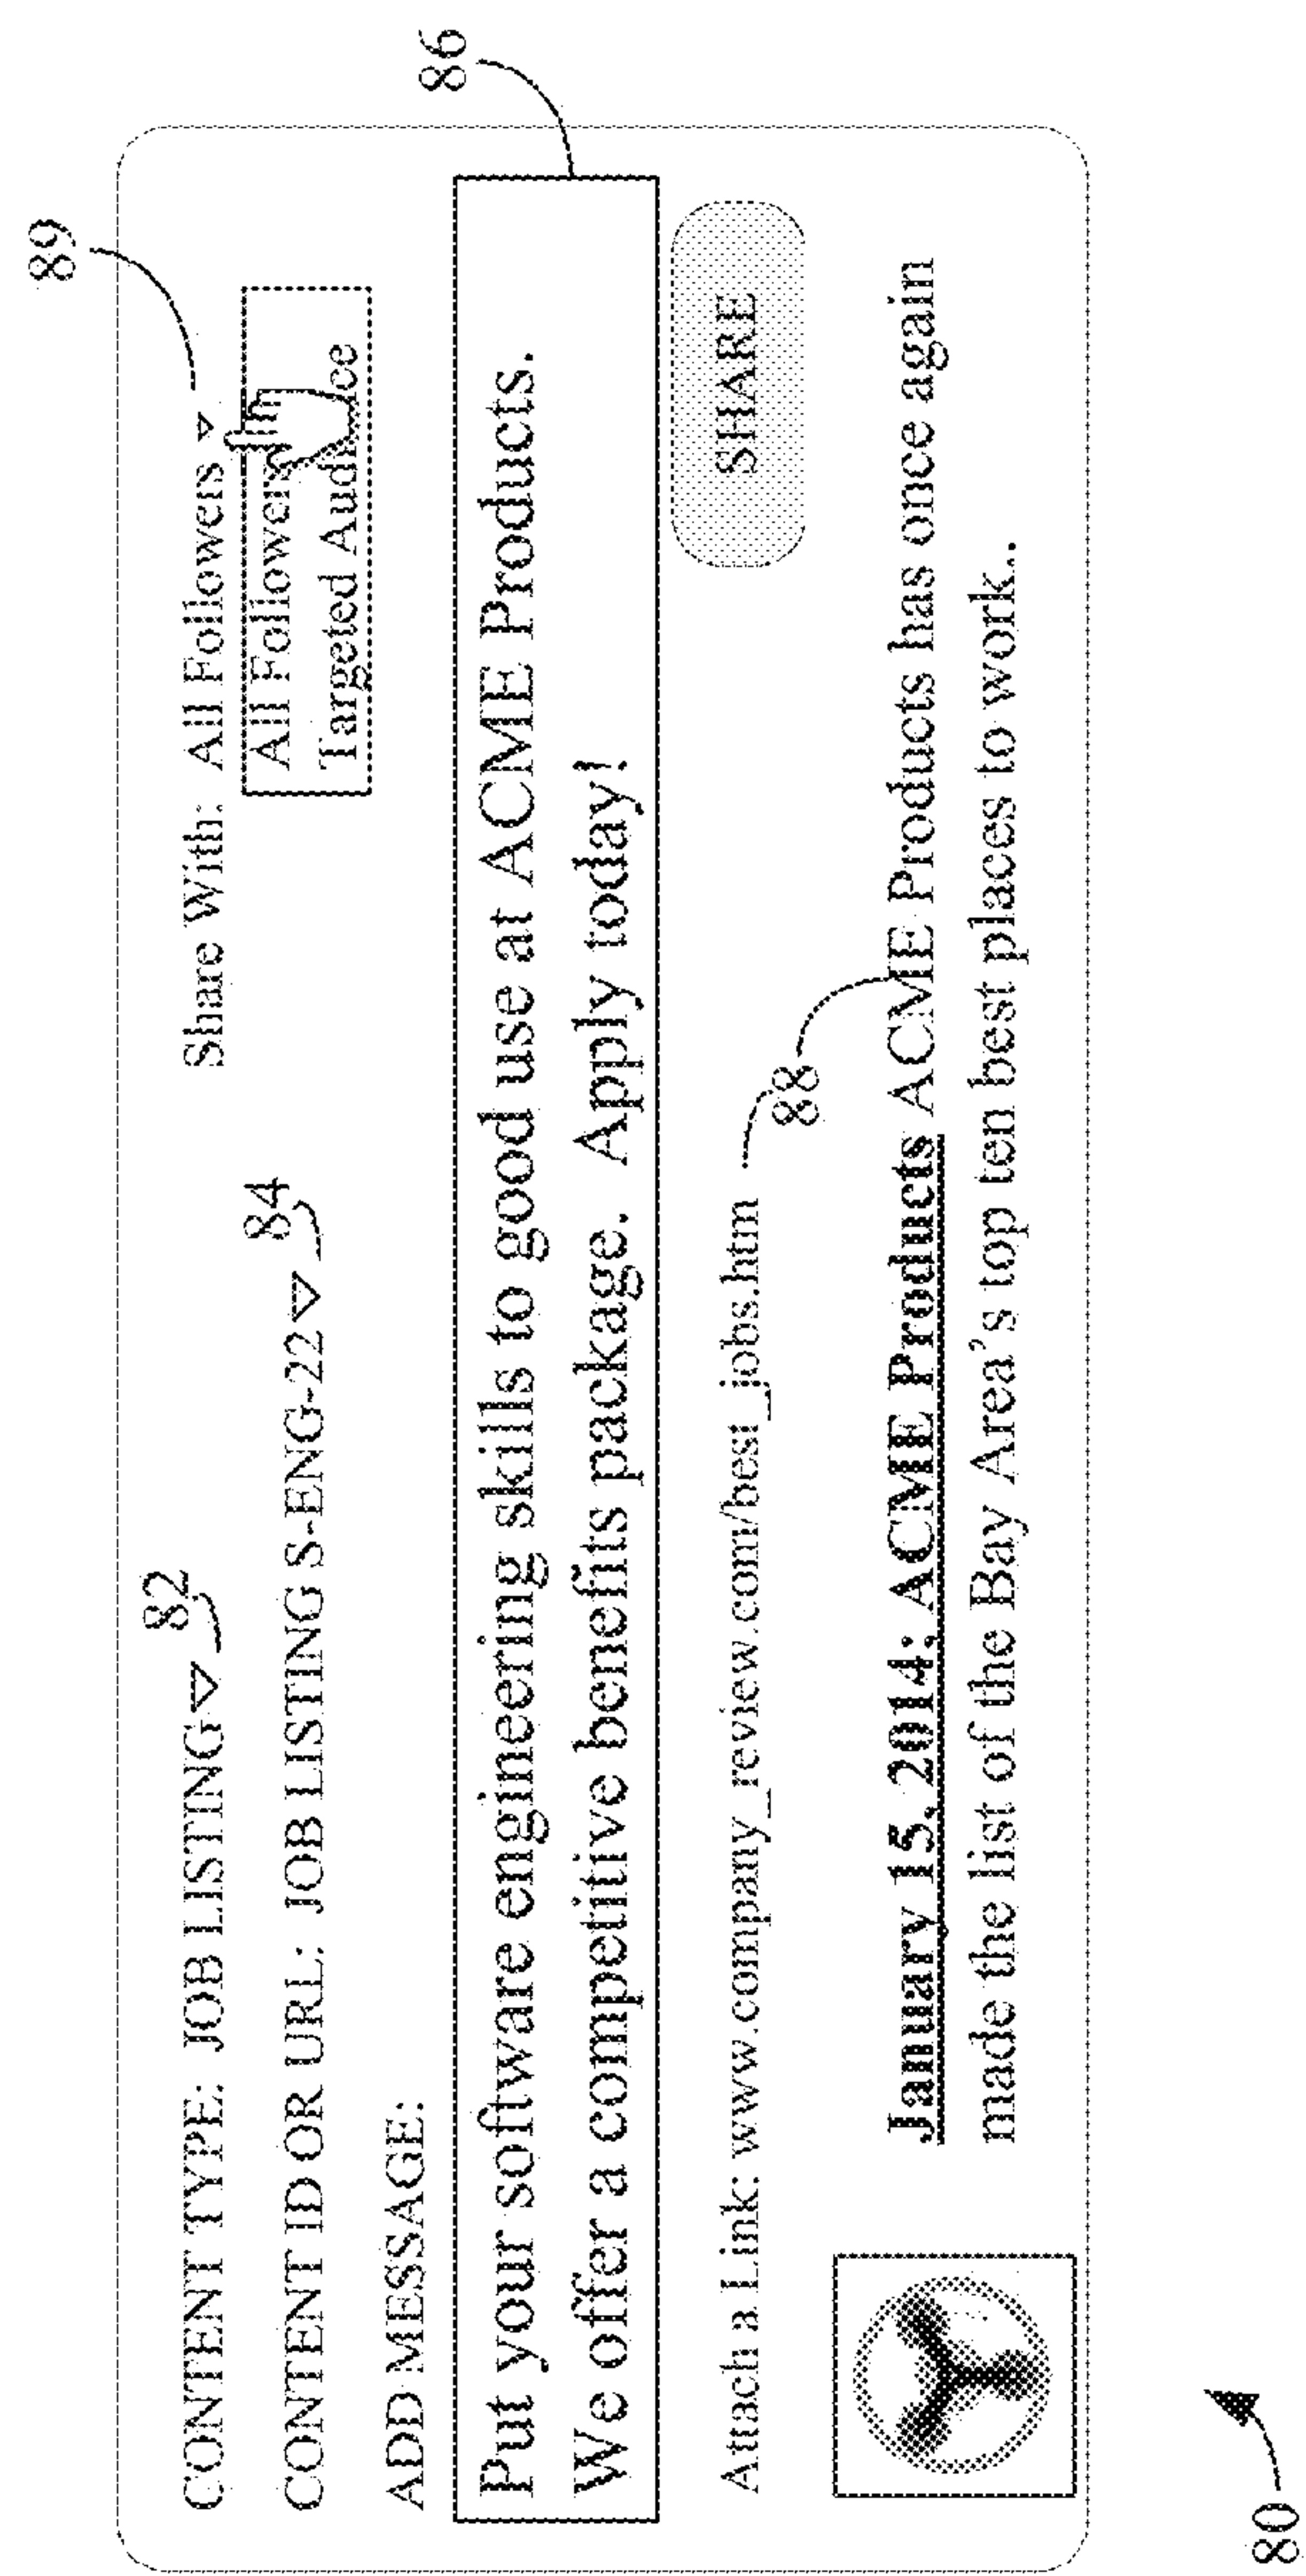 89
86
CONTENT TYPE: JOB LISTING 82
Share With: All Followers
CONTENT ID OR URL: JOB LISTING S-ENG-22 84
All Followers
Targeted Audience
ADD MESSAGE:
Put your software engineering skills to good use at ACME Products.
We offer a competitive benefits package. Apply today!
Attach a Link: www.company_review.com/best_jobs.htm
SHARE
88
January 15, 2014: ACME Products ACME Products has once again
made the list of the Bay Area's top ten best places to work..
80